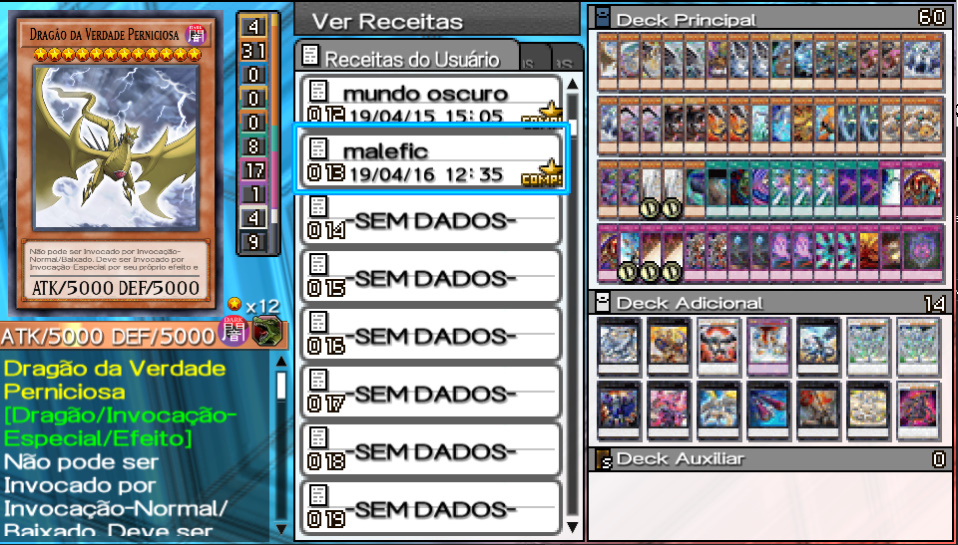 DRAGÃO DA VERDADE PERNICIOSA
DARK
闇
Não pode ser Invocado por Invocação-
Normal/Baixado. Deve ser Invocado por
Invocação-Especial por seu próprio efeito e
ATK/5000 DEF/5000
x12
ATK/5000 DEF/5000
DARK
闇
Dragão da Verdade
Perniciosa
[Dragão/Invocação-
Especial/Efeito]
Não pode ser
Invocado por
Invocação-Normal/
Baixado. Deve ser
4
31
0
0
0
8
17
1
4
9
Ver Receitas
Receitas do Usuário
mundo oscuro
012 19/04/15 15:05
COMP!
malefic
013 19/04/16 12:35
COMP!
014 -SEM DADOS-
015 -SEM DADOS-
016 -SEM DADOS-
017 -SEM DADOS-
018 -SEM DADOS-
019 -SEM DADOS-
Deck Principal 60
Deck Adicional 14
Deck Auxiliar 0